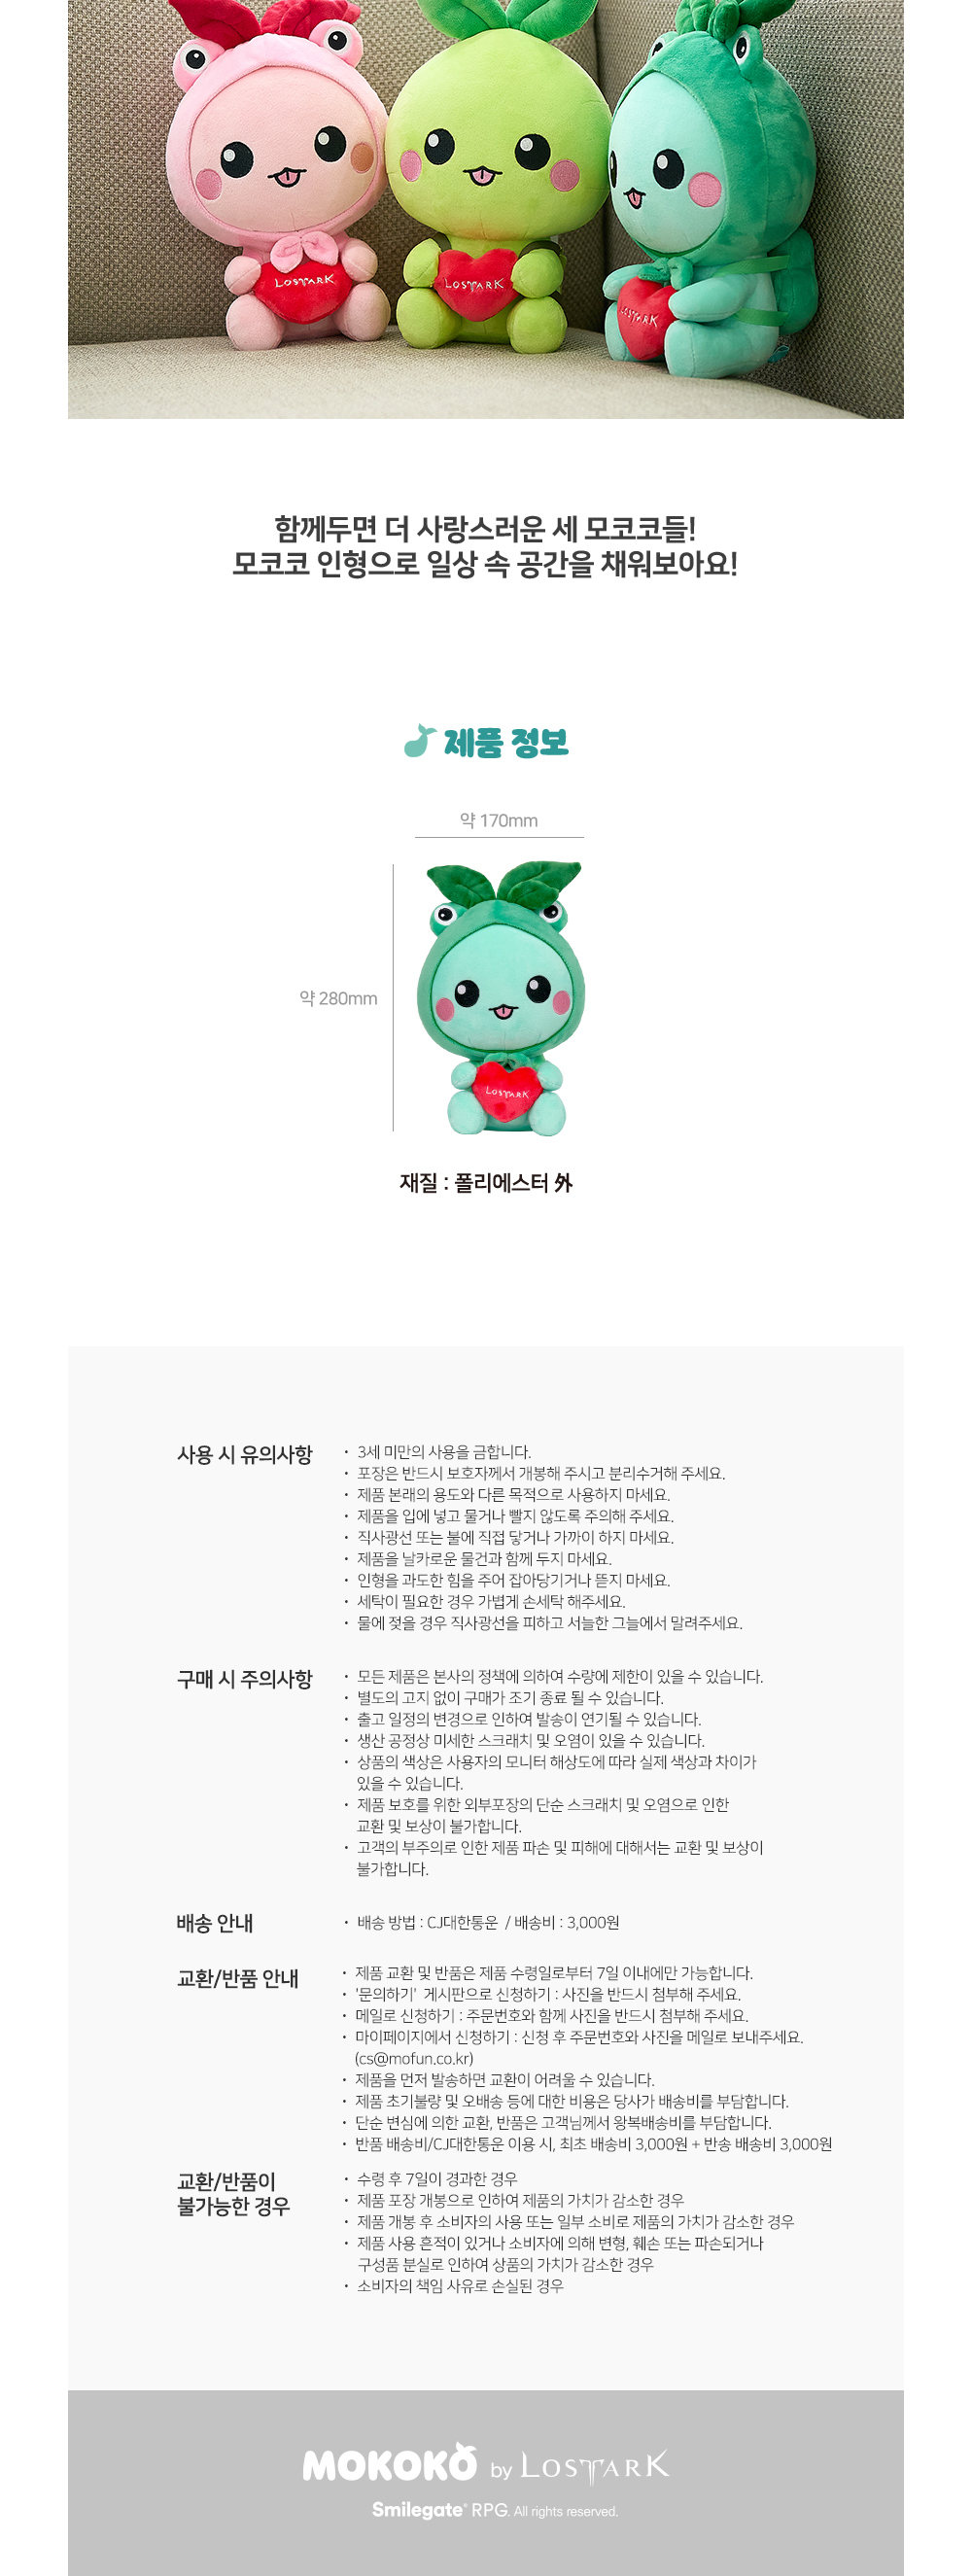 LOSTARK
LOSTARK
LOSTARK
함께두면 더 사랑스러운 세 모코코들!
모코코 인형으로 일상 속 공간을 채워보아요!
제품 정보
약 170mm
약 280mm
LOSTARK
재질 : 폴리에스터 外
사용 시 유의사항
· 3세 미만의 사용을 금합니다.
· 포장은 반드시 보호자께서 개봉해 주시고 분리수거해 주세요.
· 제품 본래의 용도와 다른 목적으로 사용하지 마세요.
· 제품을 입에 넣고 물거나 빨지 않도록 주의해 주세요.
· 직사광선 또는 불에 직접 닿거나 가까이 하지 마세요.
· 제품을 날카로운 물건과 함께 두지 마세요.
· 인형을 과도한 힘을 주어 잡아당기거나 뜯지 마세요.
· 세탁이 필요한 경우 가볍게 손세탁 해주세요.
· 물에 젖을 경우 직사광선을 피하고 서늘한 그늘에서 말려주세요.
구매 시 주의사항
· 모든 제품은 본사의 정책에 의하여 수량에 제한이 있을 수 있습니다.
· 별도의 고지 없이 구매가 조기 종료 될 수 있습니다.
· 출고 일정의 변경으로 인하여 발송이 연기될 수 있습니다.
· 생산 공정상 미세한 스크래치 및 오염이 있을 수 있습니다.
· 상품의 색상은 사용자의 모니터 해상도에 따라 실제 색상과 차이가
있을 수 있습니다.
· 제품 보호를 위한 외부포장의 단순 스크래치 및 오염으로 인한
교환 및 보상이 불가합니다.
· 고객의 부주의로 인한 제품 파손 및 피해에 대해서는 교환 및 보상이
불가합니다.
배송 안내
· 배송 방법 : CJ대한통운 / 배송비 : 3,000원
교환/반품 안내
· 제품 교환 및 반품은 제품 수령일로부터 7일 이내에만 가능합니다.
· '문의하기' 게시판으로 신청하기 : 사진을 반드시 첨부해 주세요.
· 메일로 신청하기 : 주문번호와 함께 사진을 반드시 첨부해 주세요.
· 마이페이지에서 신청하기 : 신청 후 주문번호와 사진을 메일로 보내주세요.
(cs@mofun.co.kr)
· 제품을 먼저 발송하면 교환이 어려울 수 있습니다.
· 제품 초기불량 및 오배송 등에 대한 비용은 당사가 배송비를 부담합니다.
· 단순 변심에 의한 교환, 반품은 고객님께서 왕복배송비를 부담합니다.
· 반품 배송비/CJ대한통운 이용 시, 최초 배송비 3,000원 + 반송 배송비 3,000원
교환/반품이
불가능한 경우
· 수령 후 7일이 경과한 경우
· 제품 포장 개봉으로 인하여 제품의 가치가 감소한 경우
· 제품 개봉 후 소비자의 사용 또는 일부 소비로 제품의 가치가 감소한 경우
· 제품 사용 흔적이 있거나 소비자에 의해 변형, 훼손 또는 파손되거나
구성품 분실로 인하여 상품의 가치가 감소한 경우
· 소비자의 책임 사유로 손실된 경우
MOKOKO by LOSTARK
Smilegate® RPG. All rights reserved.